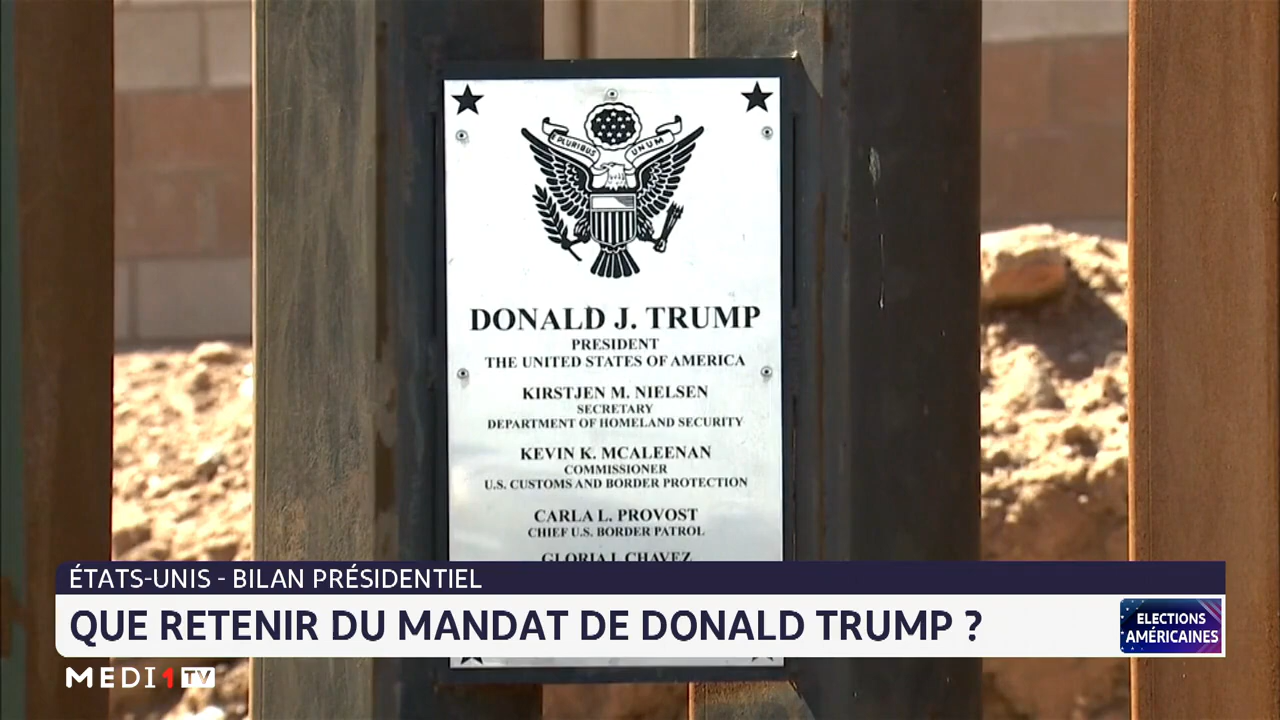 E PLURIBUS UNUM
DONALD J. TRUMP
PRESIDENT
THE UNITED STATES OF AMERICA
KIRSTJEN M. NIELSEN
SECRETARY
DEPARTMENT OF HOMELAND SECURITY
KEVIN K. MCALEENAN
COMMISSIONER
U.S. CUSTOMS AND BORDER PROTECTION
CARLA L. PROVOST
CHIEF U.S. BORDER PATROL
GLORIA I. CHAVEZ
ÉTATS-UNIS - BILAN PRÉSIDENTIEL
QUE RETENIR DU MANDAT DE DONALD TRUMP ?
ELECTIONS
AMÉRICAINES
MEDI1TV